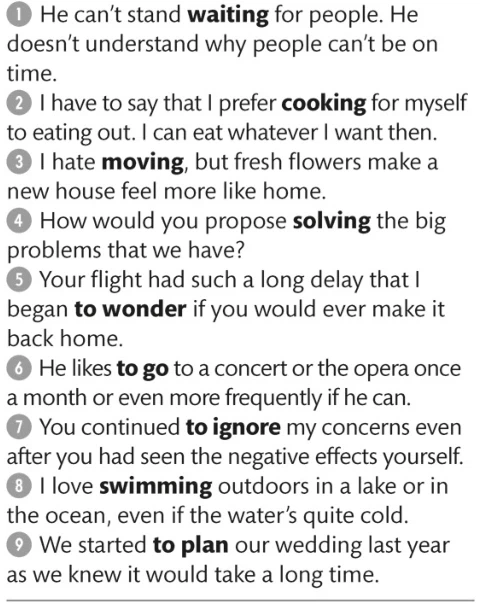 1 He can't stand waiting for people. He
doesn't understand why people can't be on
time.
2 I have to say that I prefer cooking for myself
to eating out. I can eat whatever I want then.
3 I hate moving, but fresh flowers make a
new house feel more like home.
4 How would you propose solving the big
problems that we have?
5 Your flight had such a long delay that I
began to wonder if you would ever make it
back home.
6 He likes to go to a concert or the opera once
a month or even more frequently if he can.
7 You continued to ignore my concerns even
after you had seen the negative effects yourself.
8 I love swimming outdoors in a lake or in
the ocean, even if the water's quite cold.
9 We started to plan our wedding last year
as we knew it would take a long time.